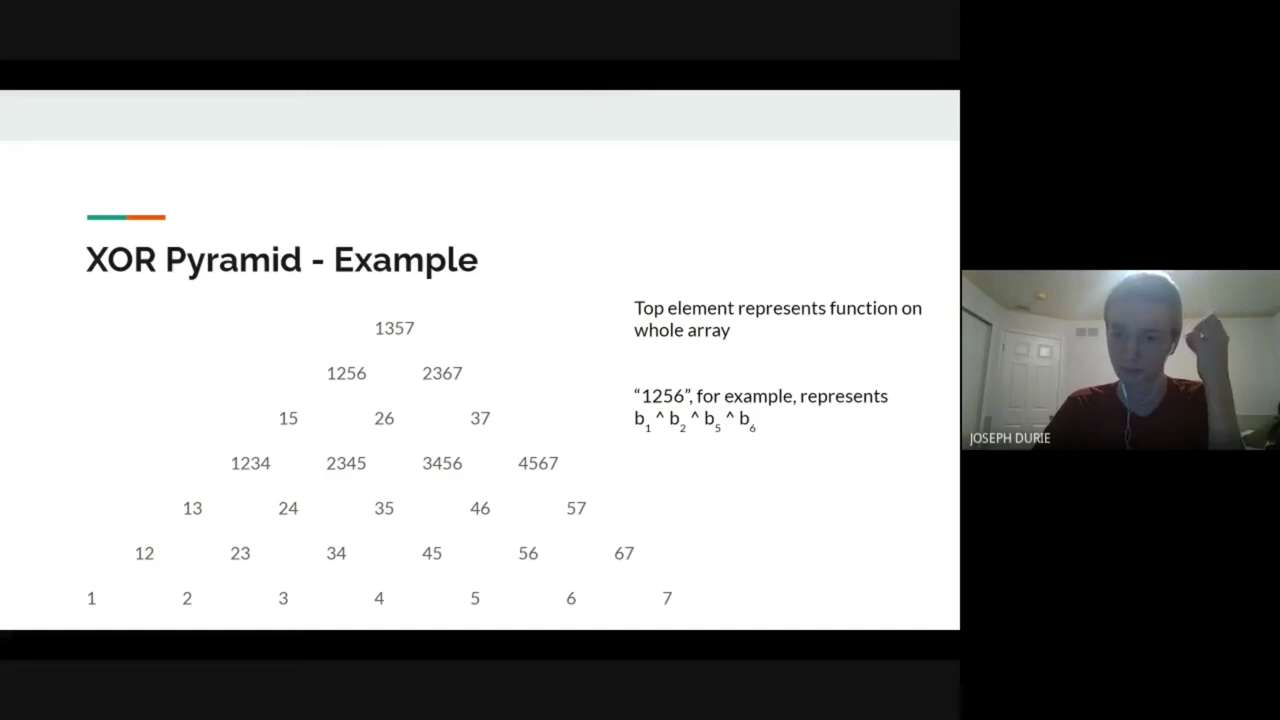 XOR Pyramid - Example
1357
1256 2367
15 26 37
1234 2345 3456 4567
13 24 35 46 57
12 23 34 45 56 67
1 2 3 4 5 6 7
Top element represents function on
whole array
“1256”, for example, represents
b1 ^ b2 ^ b5 ^ b6
JOSEPH DURIE